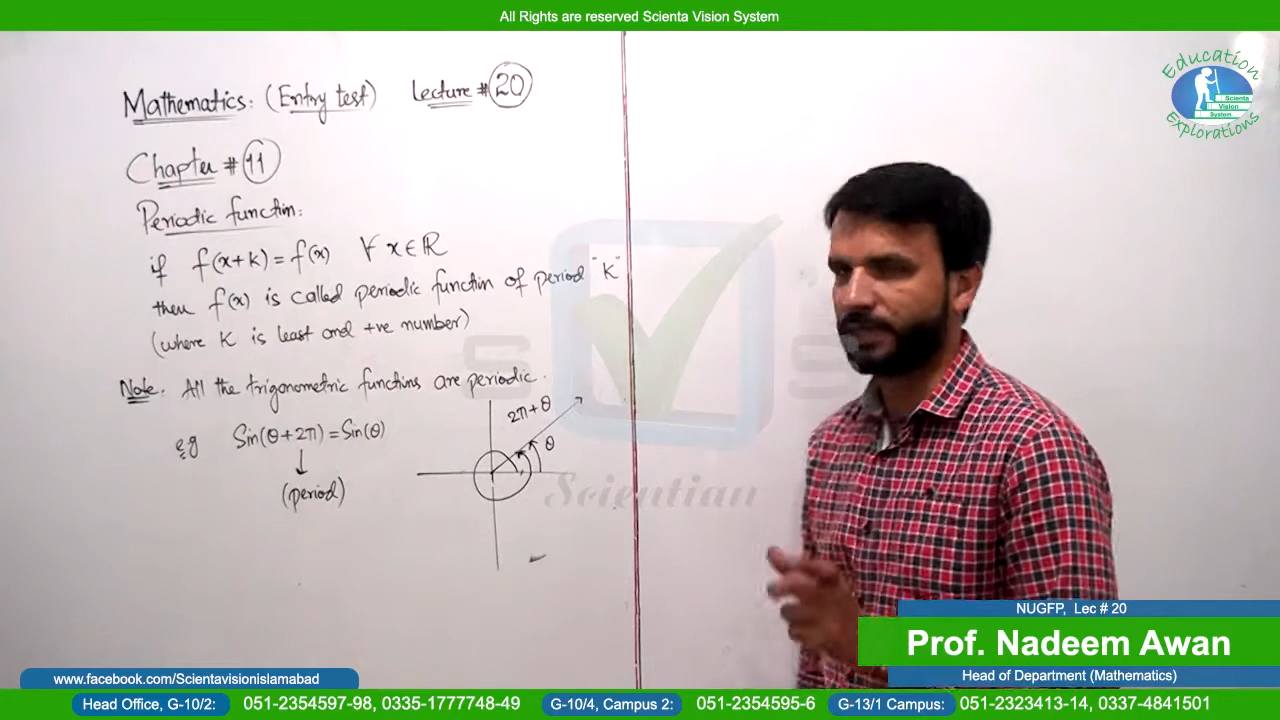 All Rights are reserved Scienta Vision System
Mathematics: (Entry test) Lecture # 20
Chapter # 11
Periodic functin:
if f(x+k) = f(x) ∀ x ∈ ℝ
then f(x) is called periodic functin of period "K"
(where K is least and +ve number)
Note: All the trigonometric functins are periodic.
e.g Sin(θ+2π) = Sin(θ)
(period)
2π+θ
θ
Education
Scienta
Vision
System
Explorations
S S
Scientian
NUGFP, Lec # 20
Prof. Nadeem Awan
Head of Department (Mathematics)
www.facebook.com/Scientavisionislamabad
Head Office, G-10/2: 051-2354597-98, 0335-1777748-49 G-10/4, Campus 2: 051-2354595-6 G-13/1 Campus: 051-2323413-14, 0337-4841501